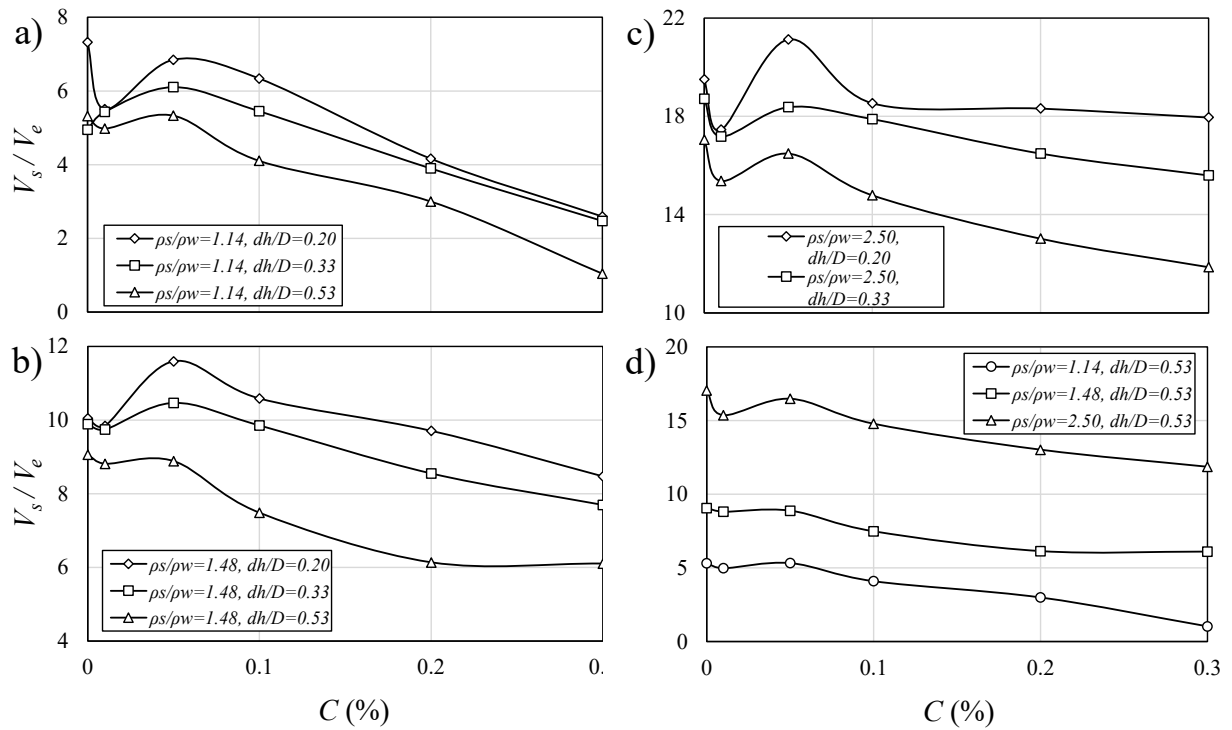 a)
8
6
4
2
0
Vs / Ve
ρs/ρw=1.14, dh/D=0.20
ρs/ρw=1.14, dh/D=0.33
ρs/ρw=1.14, dh/D=0.53
b)
12
10
8
6
4
Vs / Ve
ρs/ρw=1.48, dh/D=0.20
ρs/ρw=1.48, dh/D=0.33
ρs/ρw=1.48, dh/D=0.53
0 0.1 0.2 0.
C (%)
c)
22
18
14
10
ρs/ρw=2.50,
dh/D=0.20
ρs/ρw=2.50,
dh/D=0.33
d)
20
15
10
5
0
ρs/ρw=1.14, dh/D=0.53
ρs/ρw=1.48, dh/D=0.53
ρs/ρw=2.50, dh/D=0.53
0 0.1 0.2 0.3
C (%)